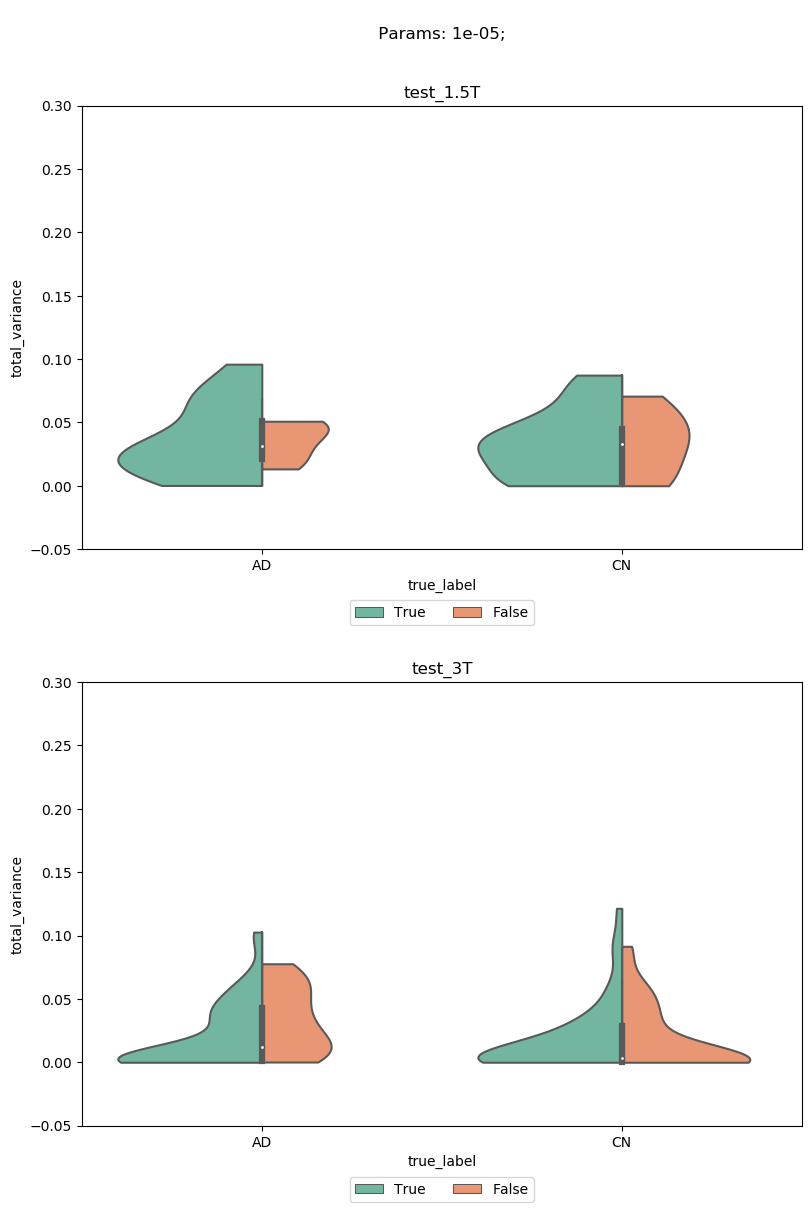 Params: 1e-05;
test_1.5T
0.30
0.25
0.20
0.15
0.10
0.05
0.00
−0.05
total_variance
AD CN
true_label
True False
test_3T
0.30
0.25
0.20
0.15
0.10
0.05
0.00
−0.05
total_variance
AD CN
true_label
True False